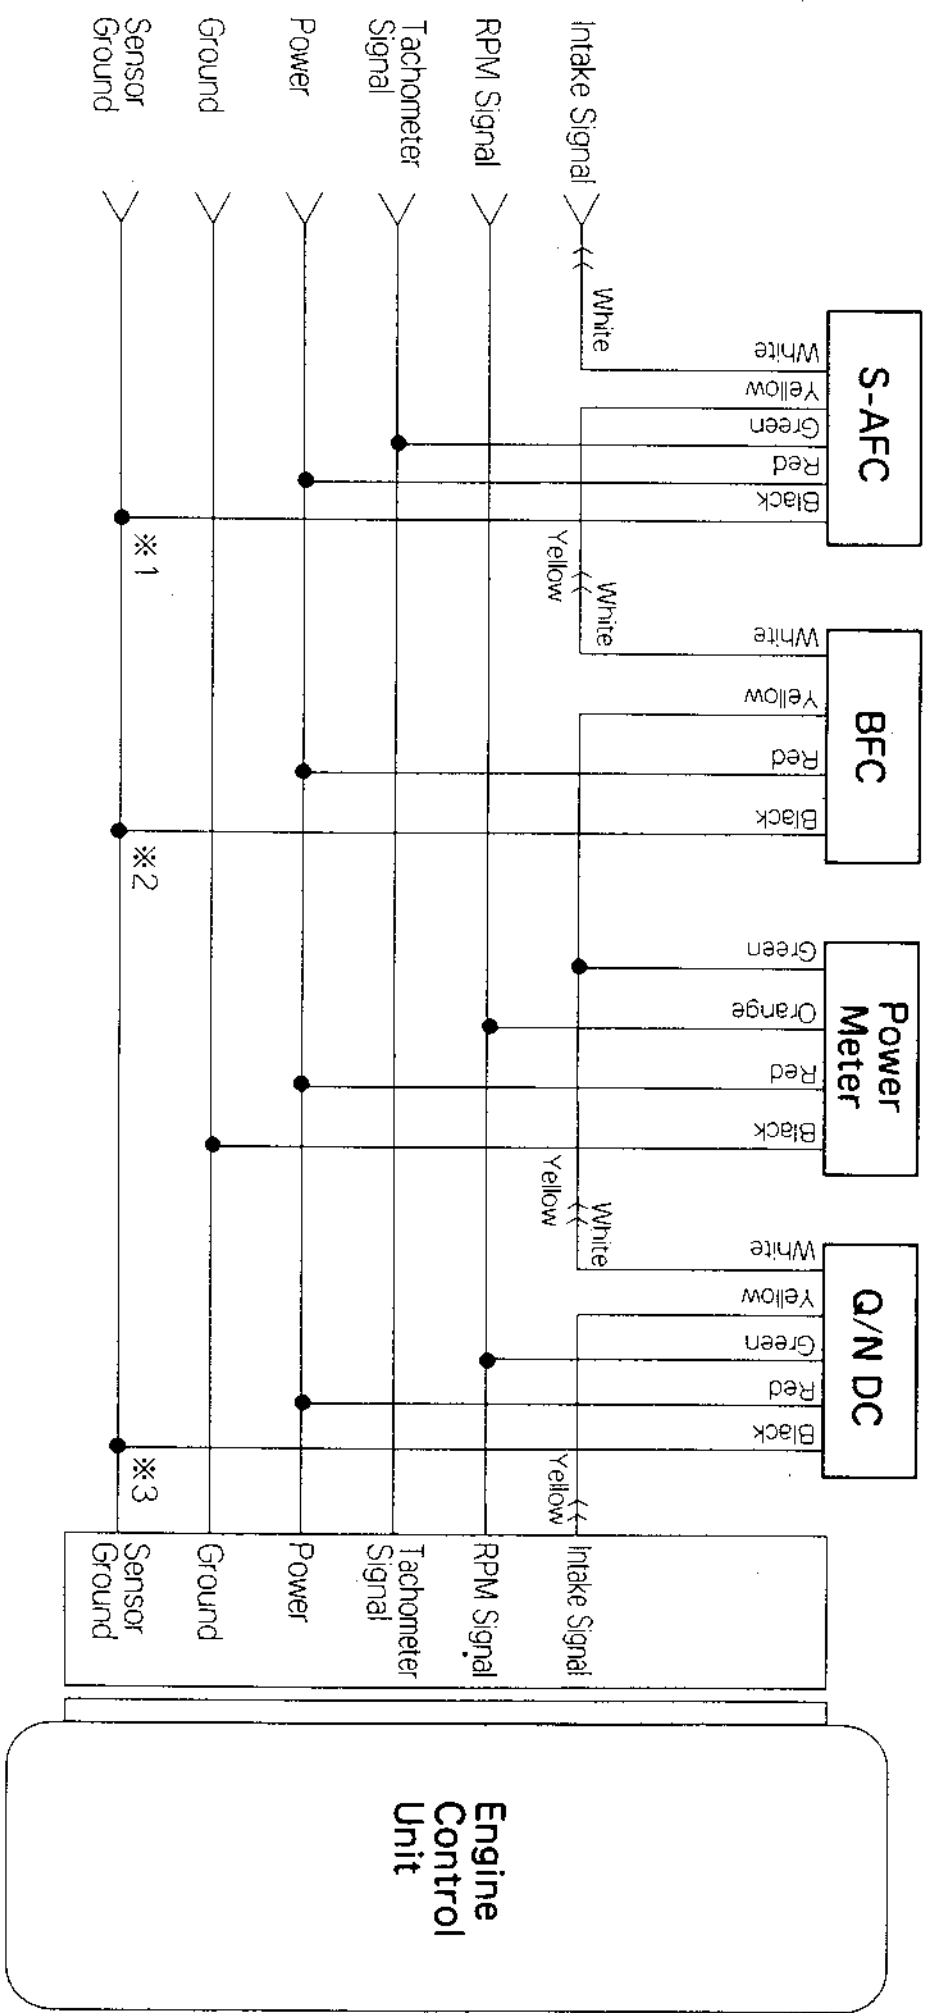 S-AFC
BFC
Power
Meter
Q/N DC
White
Yellow
Green
Red
Black
White
Yellow
Red
Black
Green
Orange
Red
Black
White
Yellow
Green
Red
Black
Intake Signal
White
Yellow
White
Yellow
White
Yellow
Intake Signal
RPM Signal
RPM Signal
Tachometer
Signal
Tachometer
Signal
Power
Power
Ground
Ground
Sensor
Ground
※1
※2
※3
Sensor
Ground
Engine
Control
Unit